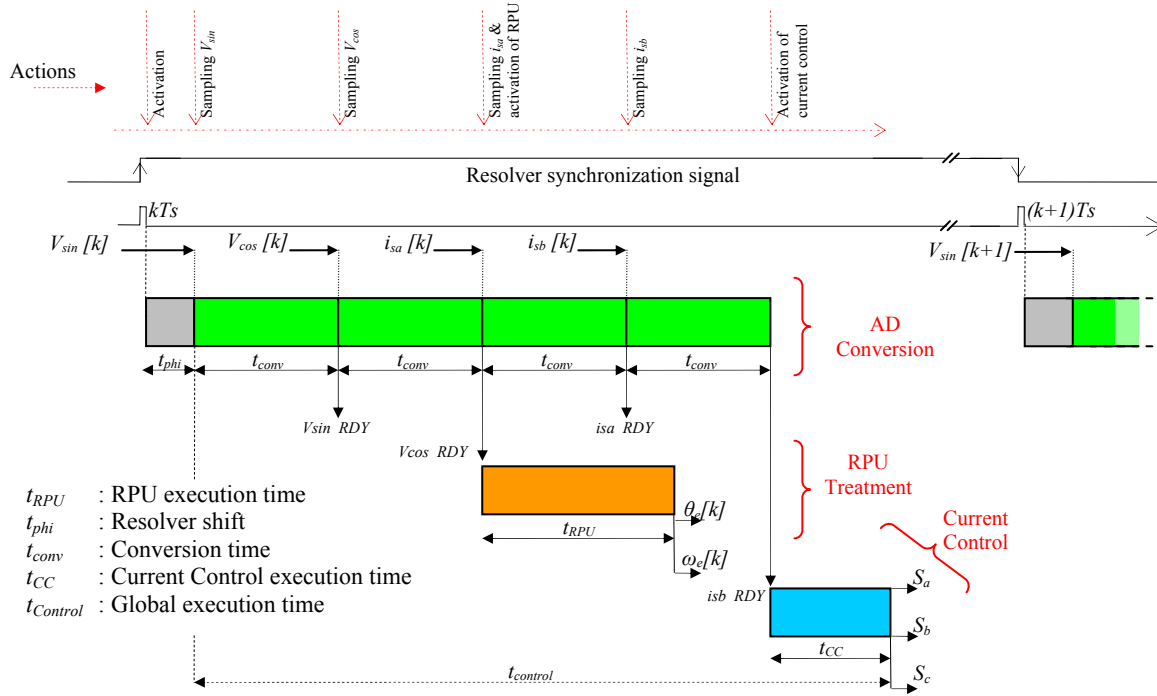 Actions
Activation
Sampling Vsin
Sampling Vcos
Sampling isa &
activation of RPU
Sampling isb
Activation of
current control
Resolver synchronization signal
kTs
(k+1)Ts
Vsin [k]
Vcos [k]
isa [k]
isb [k]
Vsin [k+1]
AD
Conversion
tphi
tconv
tconv
tconv
tconv
Vsin RDY
isa RDY
Vcos RDY
RPU
Treatment
θe[k]
tRPU
ωe[k]
Current
Control
isb RDY
Sa
Sb
tCC
Sc
tcontrol
tRPU : RPU execution time
tphi : Resolver shift
tconv : Conversion time
tCC : Current Control execution time
tControl : Global execution time